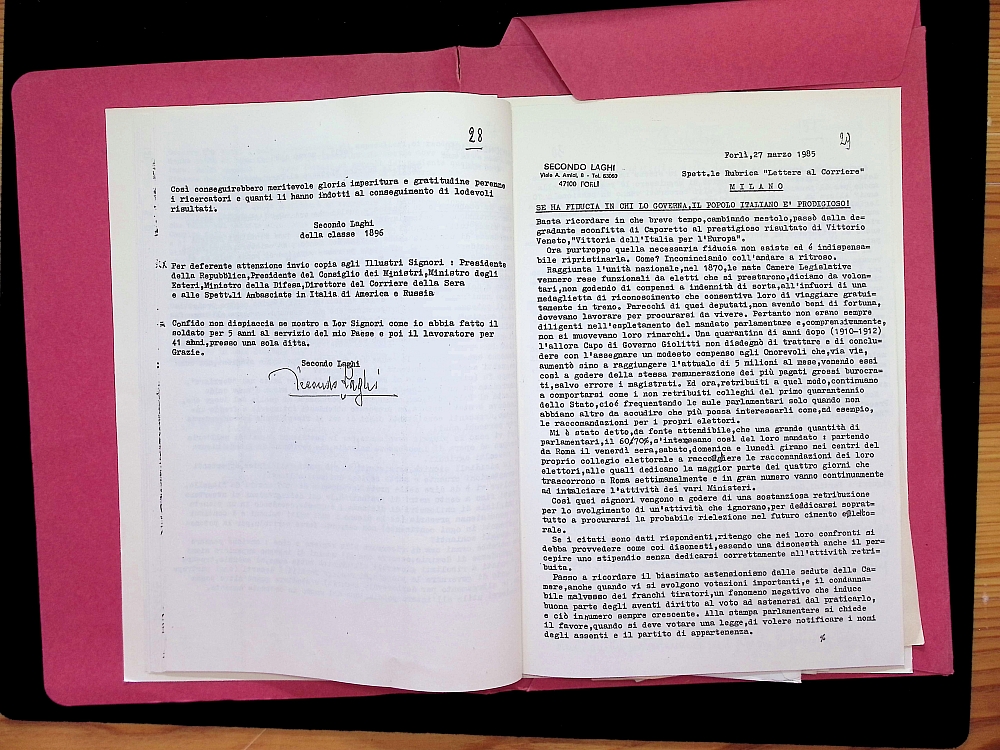 28
Così conseguirebbero meritevole gloria imperitura e gratitudine perenne
i ricercatori e quanti li hanno indotti al conseguimento di lodevoli
risultati.
Secondo Laghi
della classe 1896
Per deferente attenzione invio copia agli Illustri Signori : Presidente
della Repubblica,Presidente del Consiglio dei Ministri,Ministro degli
Esteri,Ministro della Difesa,Direttore del Corriere della Sera
e alle Spett.li Ambasciate in Italia di America e Russia
Confido non dispiaccia se mostro a Lor Signori come io abbia fatto il
soldato per 5 anni al servizio del mio Paese e poi il lavoratore per
41 anni,presso una sola ditta.
Grazie.
Secondo Laghi
Secondo Laghi
29
Forlì,27 marzo 1985
SECONDO LAGHI
Viale A. Amici, 8 - Tel. 63063
47100 FORLÌ
Spett.le Rubrica "Lettere al Corriere"
MILANO
SE HA FIDUCIA IN CHI LO GOVERNA,IL POPOLO ITALIANO E' PRODIGIOSO!
Basta ricordare in che breve tempo,cambiando mestolo,passò dalla de=
gradante sconfitta di Caporetto al prestigioso risultato di Vittorio
Veneto,"Vittoria dell'Italia per l'Europa".
Ora purtroppo quella necessaria fiducia non esiste ed é indispensa=
bile ripristinarla. Come? Incominciando coll'andare a ritroso.
Raggiunta l'unità nazionale,nel 1870,le nate Camere Legislative
vennero rese funzionali da eletti che si prestarono,diciamo da volon=
tari,non godendo di compensi a indennità di sorta,all'infuori di una
medaglietta di riconoscimento che consentiva loro di viaggiare gratui=
tamente in treno. Parecchi di quei deputati,non avendo beni di fortuna,
dovevano lavorare per procurarsi da vivere. Pertanto non erano sempre
diligenti nell'espletamento del mandato parlamentare e,comprensivamente,
non si muovevano loro rimarchi. Una quarantina di anni dopo (1910-1912)
l'allora Capo di Governo Giolitti non disdegnò di trattare e di conclu=
dere con l'assegnare un modesto compenso agli Onorevoli che,via via,
aumentò sino a raggiungere l'attuale di 5 milioni al mese,venendo essi
così a godere della stessa remunerazione dei più pagati grossi burocra=
ti,salvo errore i magistrati. Ed ora,retribuiti a quel modo,continuano
a comportarsi come i non retribuiti colleghi del primo quarantennio
dello Stato,cioé frequentando le aule parlamentari solo quando non
abbiano altro da accudire che più possa interessarli come,ad esempio,
le raccomandazioni per i propri elettori.
Mi è stato detto,da fonte attendibile,che una grande quantità di
parlamentari,il 60/70%,s'interessano così del loro mandato : partendo
da Roma il venerdì sera,sabato,domenica e lunedì girano nei centri del
proprio collegio elettorale a raccogliere le raccomandazioni dei loro
elettori,alle quali dedicano la maggior parte dei quattro giorni che
trascorrono a Roma settimanalmente e in gran numero vanno continuamente
ad intralciare l'attività dei vari Ministeri.
Così quei signori vengono a godere di una sostanziosa retribuzione
per lo svolgimento di un'attività che ignorano,per dedicarsi soprat=
tutto a procurarsi la probabile rielezione nel futuro cimento eletto=
rale.
Se i citati sono dati rispondenti,ritengo che nei loro confronti si
debba provvedere come coi disonesti,essendo una disonestà anche il per=
cepire uno stipendio senza dedicarsi correttamente all'attività retri=
buita.
Passo a ricordare il biasimato astensionismo dalle sedute delle Ca=
mere,anche quando vi si svolgono votazioni importanti,e il condanna=
bile malvezzo dei franchi tiratori,un fenomeno negativo che induce
buona parte degli aventi diritto al voto ad astenersi dal praticarlo,
e ciò in numero sempre crescente. Alla stampa parlamentare si chiede
il favore,quando si deve votare una legge,di volere notificare i nomi
degli assenti e il partito di appartenenza.